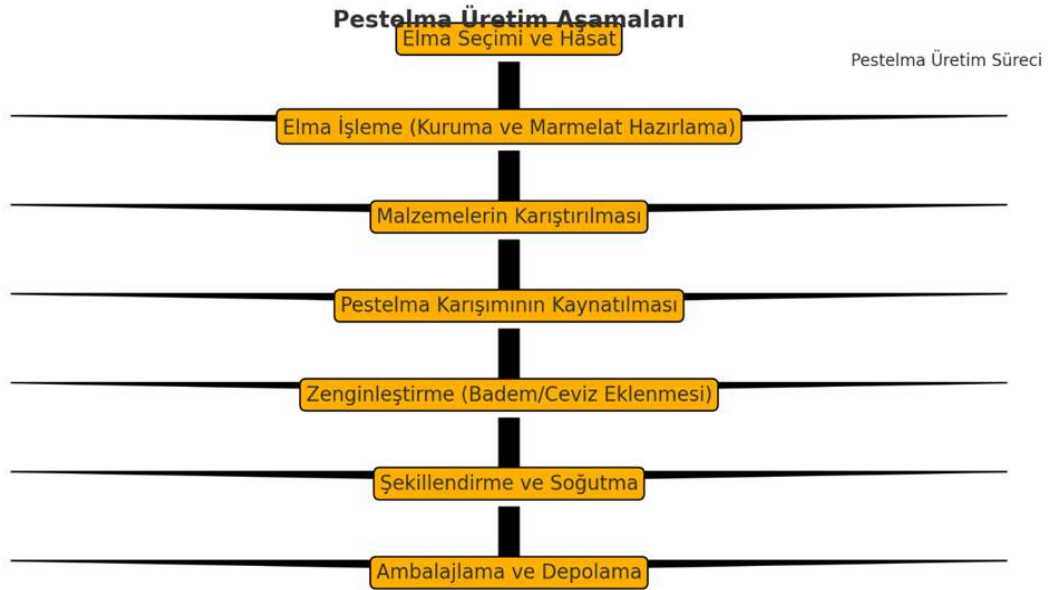 Pestelma Üretim Aşamaları
Elma Seçimi ve Hasat
Pestelma Üretim Süreci
Elma İşleme (Kuruma ve Marmelat Hazırlama)
Malzemelerin Karıştırılması
Pestelma Karışımının Kaynatılması
Zenginleştirme (Badem/Ceviz Eklenmesi)
Şekillendirme ve Soğutma
Ambalajlama ve Depolama